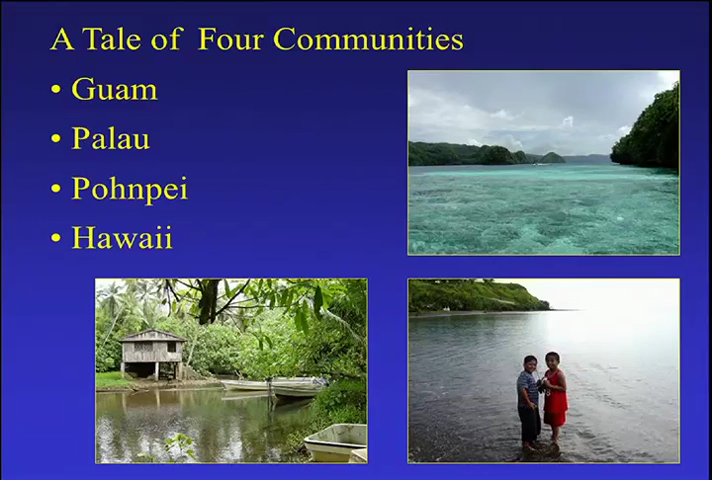 A Tale of Four Communities
• Guam
• Palau
• Pohnpei
• Hawaii